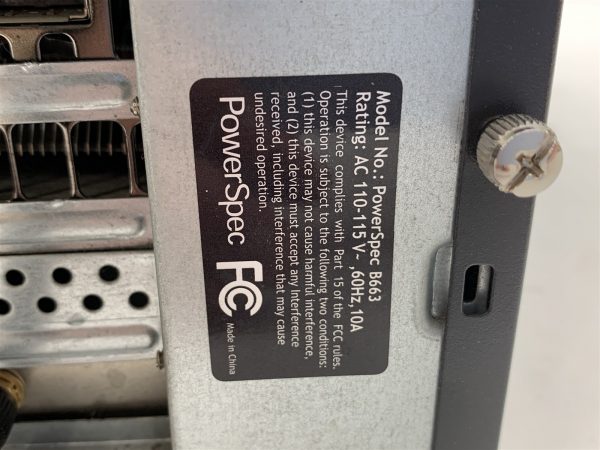 Model No.: PowerSpec B663
Rating: AC 110-115V~ ,60Hz,10A
This device complies with Part 15 of the FCC rules.
Operation is subject to the following two conditions:
(1) this device may not cause harmful interference,
and (2) this device must accept any Interference
received, including interference that may cause
undesired operation.
PowerSpec FC Made in China